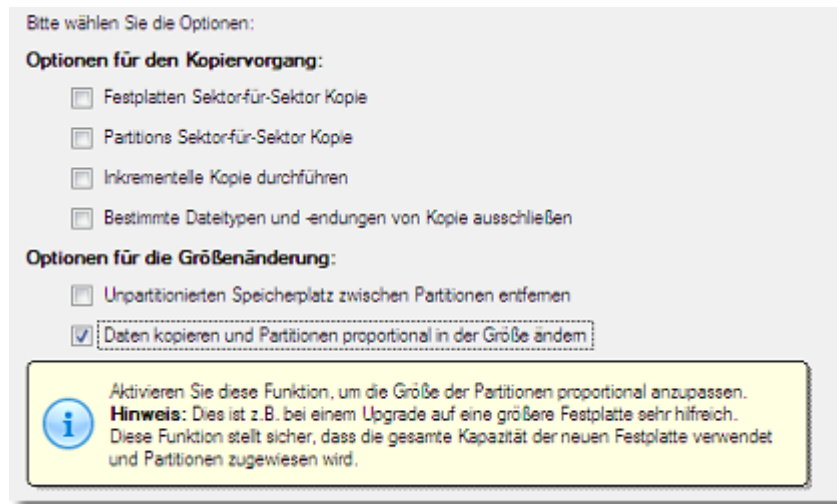 Bitte wählen Sie die Optionen:
Optionen für den Kopiervorgang:
Festplatten Sektor-für-Sektor Kopie
Partitions Sektor-für-Sektor Kopie
Inkrementelle Kopie durchführen
Bestimmte Dateitypen und -endungen von Kopie ausschließen
Optionen für die Größenänderung:
Unpartitionierten Speicherplatz zwischen Partitionen entfernen
Daten kopieren und Partitionen proportional in der Größe ändern
Aktivieren Sie diese Funktion, um die Größe der Partitionen proportional anzupassen.
Hinweis: Dies ist z.B. bei einem Upgrade auf eine größere Festplatte sehr hilfreich.
Diese Funktion stellt sicher, dass die gesamte Kapazität der neuen Festplatte verwendet
und Partitionen zugewiesen wird.